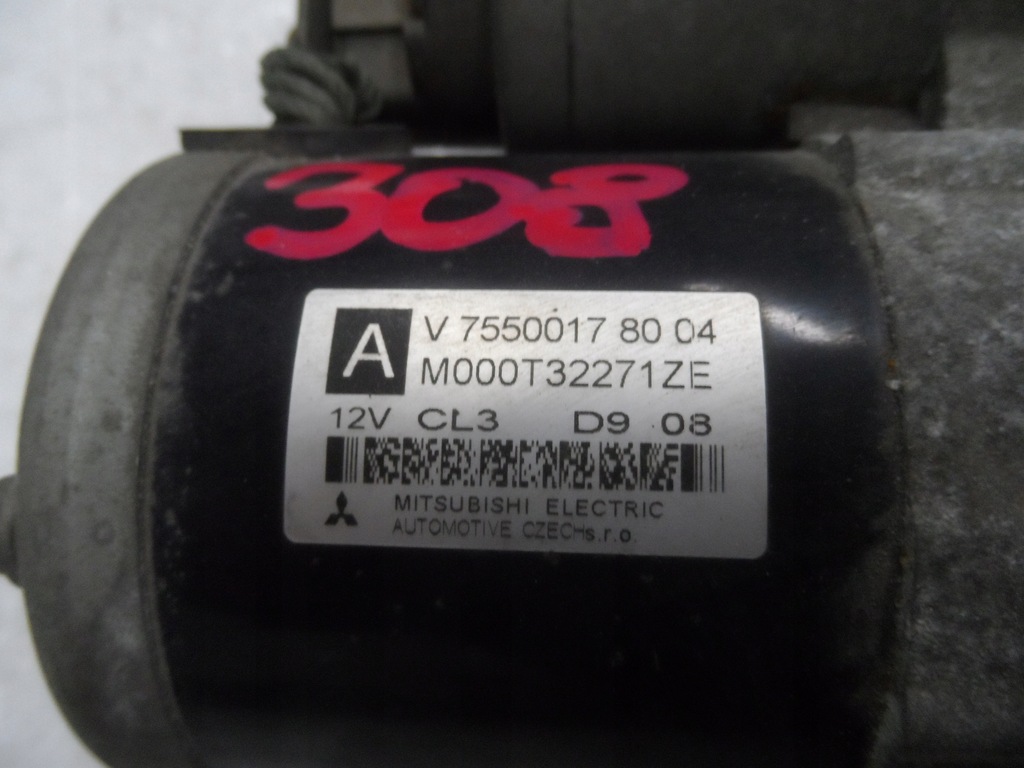 308
A
V 7550017 80 04
M000T32271ZE
12V CL3 D9 08
MITSUBISHI ELECTRIC
AUTOMOTIVE CZECHs.r.o.